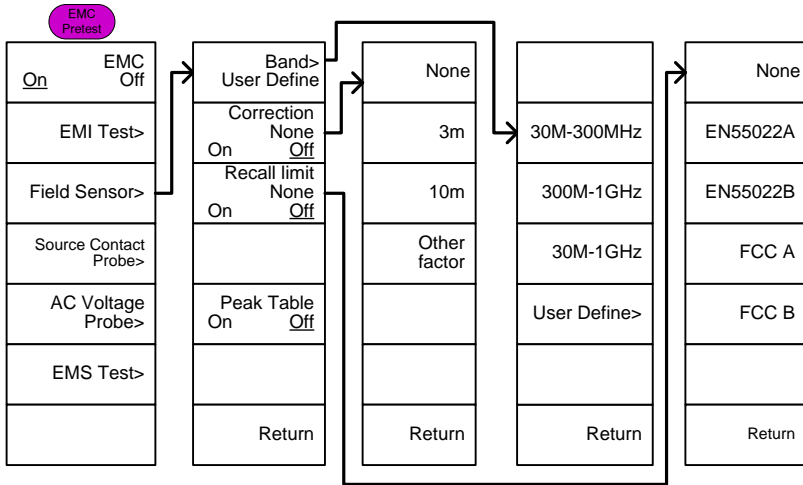 EMC
Pretest
EMC
On Off
EMI Test>
Field Sensor>
Source Contact
Probe>
AC Voltage
Probe>
EMS Test>
Band>
User Define
Correction
None
On Off
Recall limit
None
On Off
Peak Table
On Off
Return
None
3m
10m
Other
factor
Return
30M-300MHz
300M-1GHz
30M-1GHz
User Define>
Return
None
EN55022A
EN55022B
FCC A
FCC B
Return